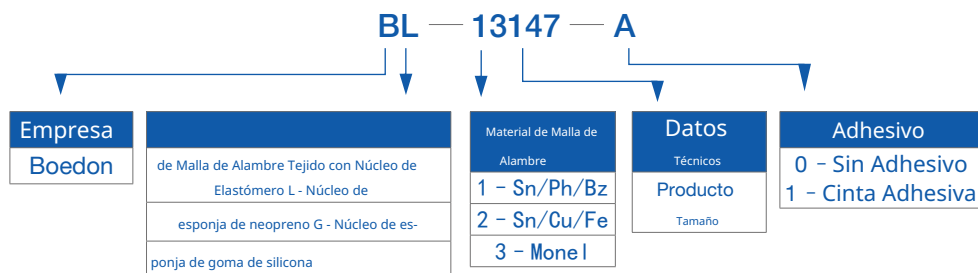 BL — 13147 — A
Empresa
Boedon
de Malla de Alambre Tejido con Núcleo de
Elastómero L - Núcleo de
esponja de neopreno G - Núcleo de es-
ponja de goma de silicona
Material de Malla de
Alambre
1 - Sn/Ph/Bz
2 - Sn/Cu/Fe
3 - Monel
Datos
Técnicos
Producto
Tamaño
Adhesivo
0 - Sin Adhesivo
1 - Cinta Adhesiva